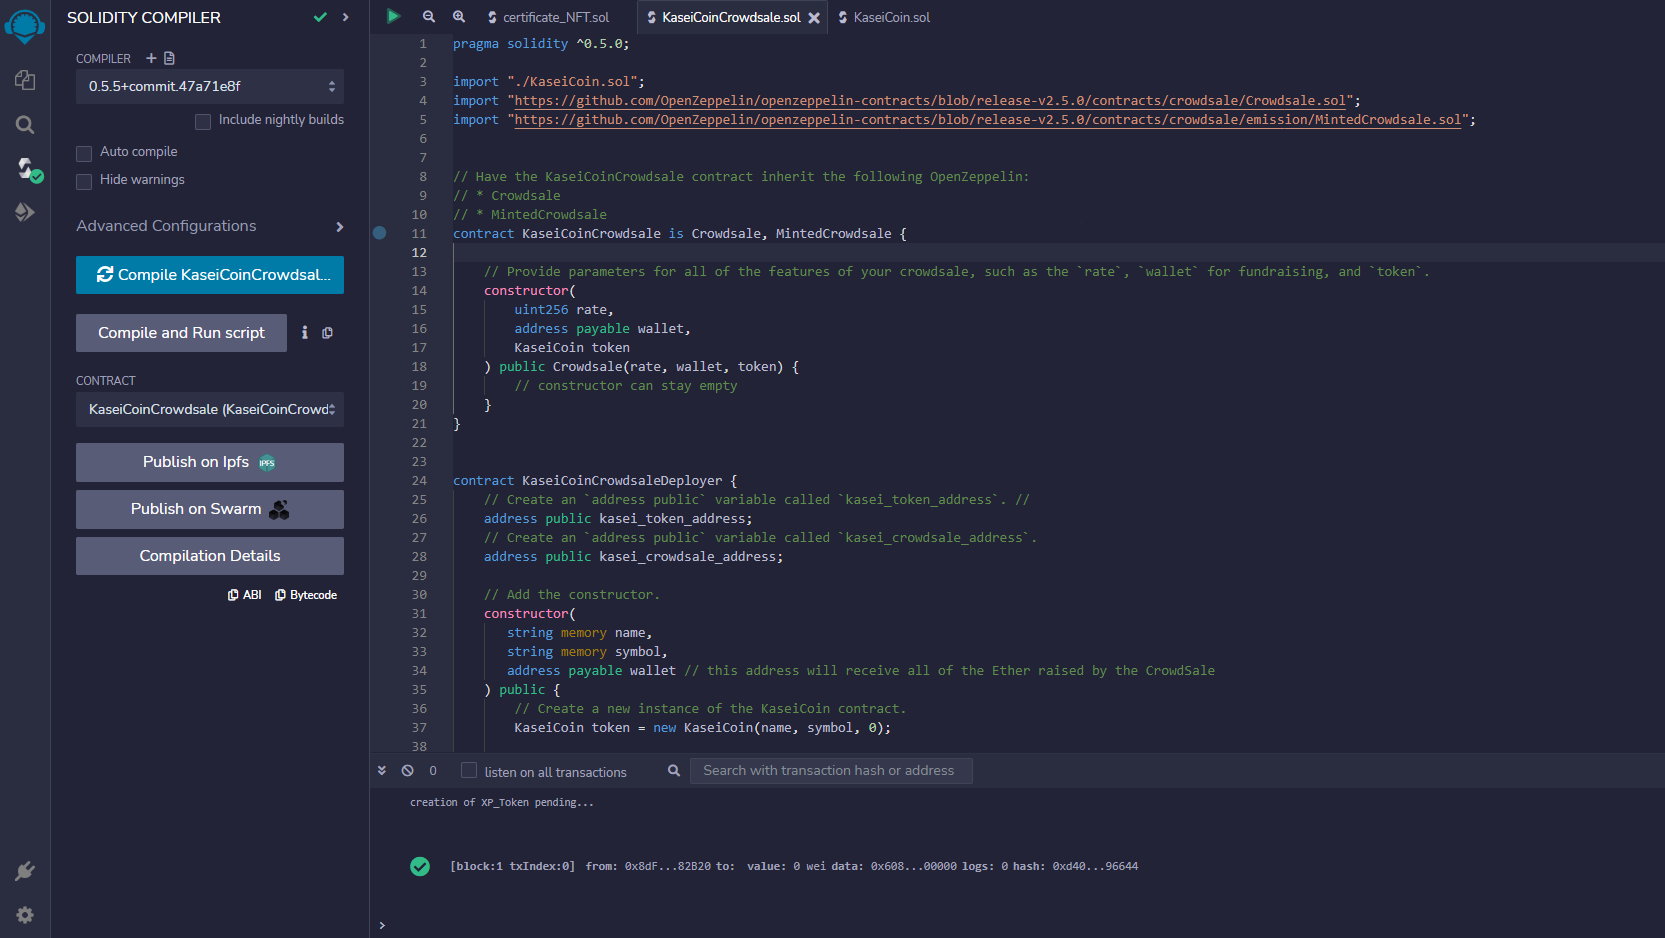 SOLIDITY COMPILER
COMPILER
0.5.5+commit.47a71e8f
Include nightly builds
Auto compile
Hide warnings
Advanced Configurations
Compile KaseiCoinCrowdsal...
Compile and Run script
CONTRACT
KaseiCoinCrowdsale (KaseiCoinCrowd
Publish on Ipfs IPFS
Publish on Swarm
Compilation Details
ABI Bytecode
certificate_NFT.sol KaseiCoinCrowdsale.sol KaseiCoin.sol
1 pragma solidity ^0.5.0;
2
3 import "./KaseiCoin.sol";
4 import "https://github.com/OpenZeppelin/openzeppelin-contracts/blob/release-v2.5.0/contracts/crowdsale/Crowdsale.sol";
5 import "https://github.com/OpenZeppelin/openzeppelin-contracts/blob/release-v2.5.0/contracts/crowdsale/emission/MintedCrowdsale.sol";
6
7
8 // Have the KaseiCoinCrowdsale contract inherit the following OpenZeppelin:
9 // * Crowdsale
10 // * MintedCrowdsale
11 contract KaseiCoinCrowdsale is Crowdsale, MintedCrowdsale {
12
13 // Provide parameters for all of the features of your crowdsale, such as the `rate`, `wallet` for fundraising, and `token`.
14 constructor(
15 uint256 rate,
16 address payable wallet,
17 KaseiCoin token
18 ) public Crowdsale(rate, wallet, token) {
19 // constructor can stay empty
20 }
21 }
22
23
24 contract KaseiCoinCrowdsaleDeployer {
25 // Create an `address public` variable called `kasei_token_address`. //
26 address public kasei_token_address;
27 // Create an `address public` variable called `kasei_crowdsale_address`.
28 address public kasei_crowdsale_address;
29
30 // Add the constructor.
31 constructor(
32 string memory name,
33 string memory symbol,
34 address payable wallet // this address will receive all of the Ether raised by the CrowdSale
35 ) public {
36 // Create a new instance of the KaseiCoin contract.
37 KaseiCoin token = new KaseiCoin(name, symbol, 0);
38
0 listen on all transactions Search with transaction hash or address
creation of XP_Token pending...
[block:1 txIndex:0] from: 0x8dF...82B20 to: value: 0 wei data: 0x608...00000 logs: 0 hash: 0xd40...96644
>